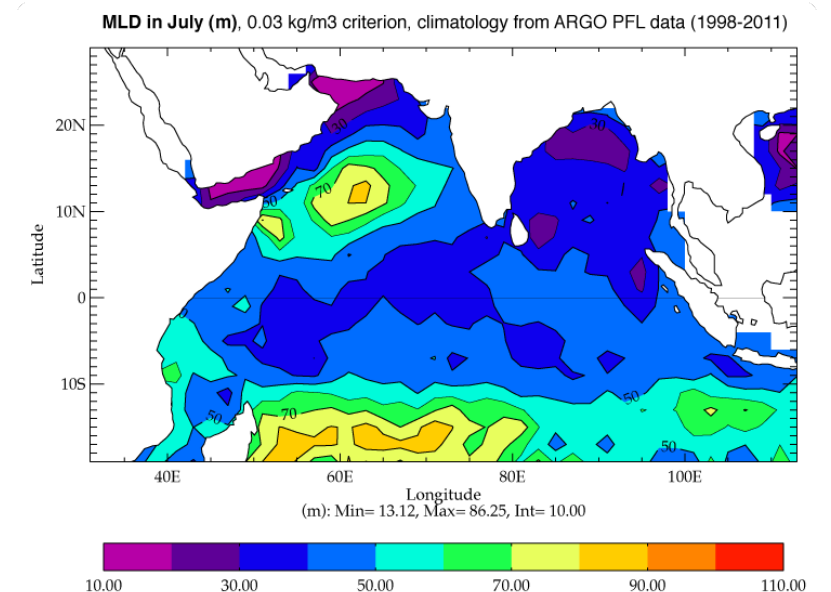 MLD in July (m), 0.03 kg/m3 criterion, climatology from ARGO PFL data (1998-2011)
30
30
20N
70
50
10N
Latitude
0
10S
50
50
70
50
40E 60E 80E 100E
Longitude
(m): Min= 13.12, Max= 86.25, Int= 10.00
10.00 30.00 50.00 70.00 90.00 110.00